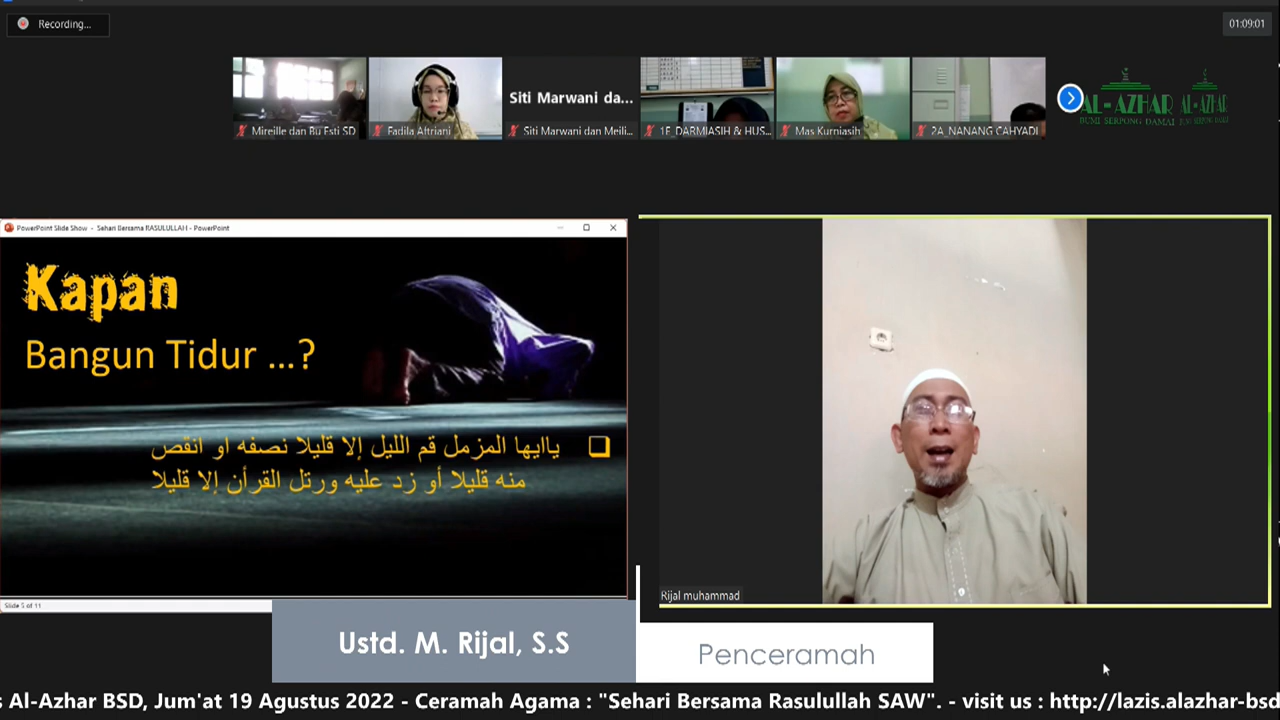 Recording...
01:09:01
Siti Marwani da...
Mireille dan Bu Esti SD
Fadila Attriani
Siti Marwani dan Meili...
1E_DARMIASIH & HUS...
Mas Kurniasih
2A_NANANG CAHYADI
AL-AZHAR
BUMI SERPONG DAMAI
AL-AZHAR
PowerPoint Slide Show - Sehari Bersama RASULULLAH - PowerPoint
Kapan
Bangun Tidur ...?
ياايها المزمل قم الليل إلا قليلا نصفه او انقص
منه قليلا أو زد عليه ورتل القرأن إلا قليلا
Slide 5 of 11
Rijal muhammad
Ustd. M. Rijal, S.S
Penceramah
s Al-Azhar BSD, Jum'at 19 Agustus 2022 - Ceramah Agama : "Sehari Bersama Rasulullah SAW". - visit us : http://lazis.alazhar-bsd